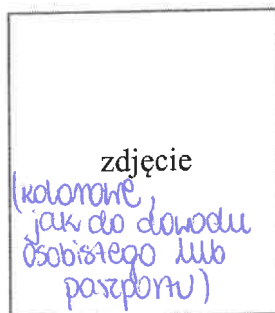 zdjęcie
(kolorowe,
jak do dowodu
osobistego lub
paszportu)